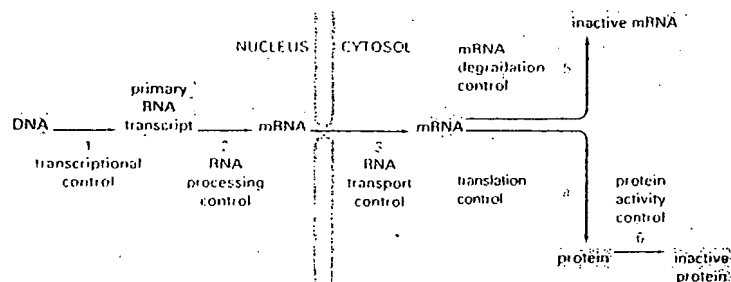 inactive mRNA
NUCLEUS
CYTOSOL
mRNA
degradation
control
5
primary
RNA
transcript
DNA
mRNA
mRNA
1
transcriptional
control
2
RNA
processing
control
3
RNA
transport
control
translation
control
protein
activity
control
6
protein
inactive
protein